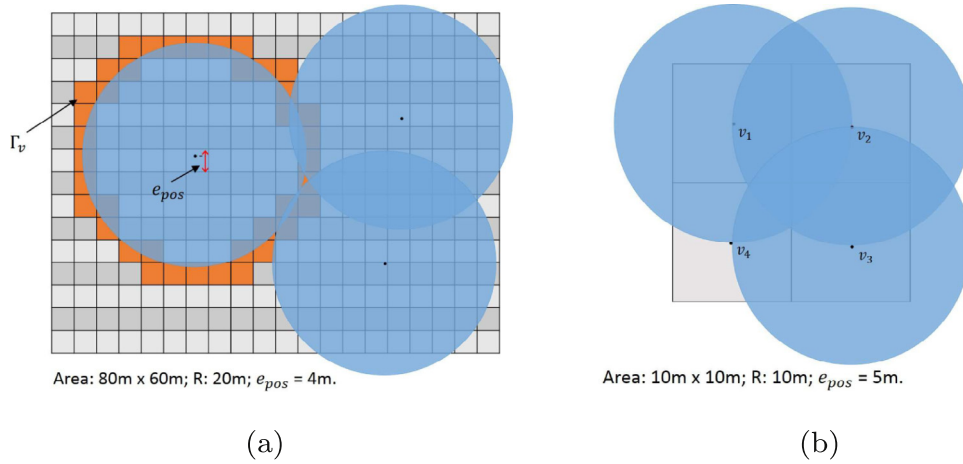 Γᵥ
eₚₒₛ
v₁
v₂
v₄
v₃
Area: 80m x 60m; R: 20m; eₚₒₛ = 4m.
Area: 10m x 10m; R: 10m; eₚₒₛ = 5m.
(a)
(b)